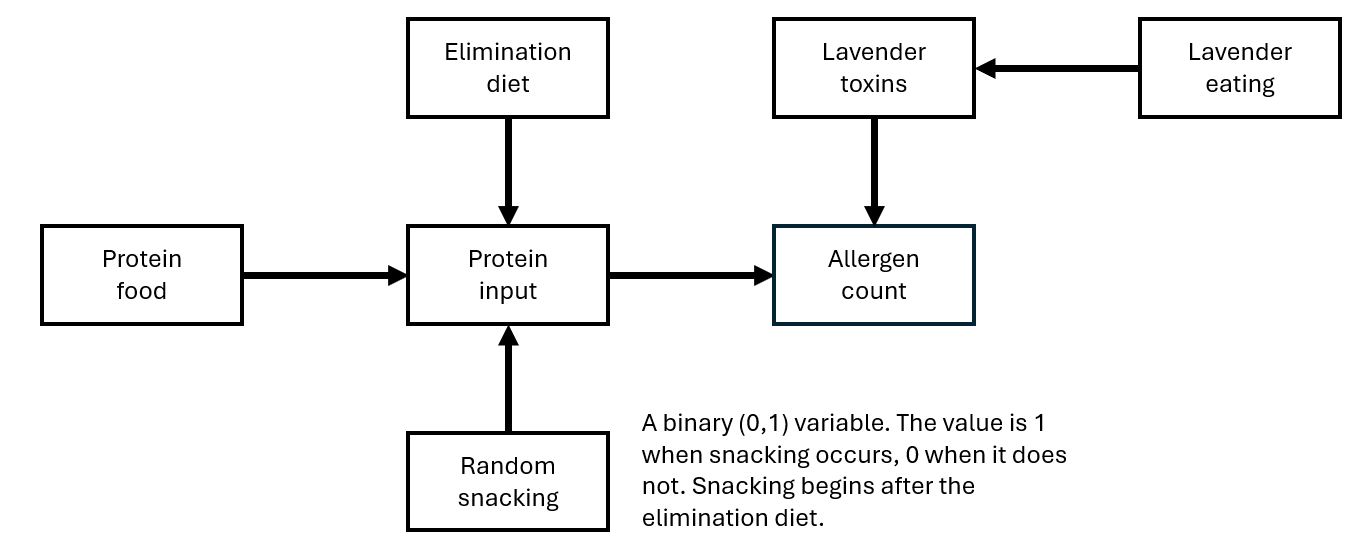 Elimination
diet
Lavender
toxins
Lavender
eating
Protein
food
Protein
input
Allergen
count
Random
snacking
A binary (0,1) variable. The value is 1
when snacking occurs, 0 when it does
not. Snacking begins after the
elimination diet.